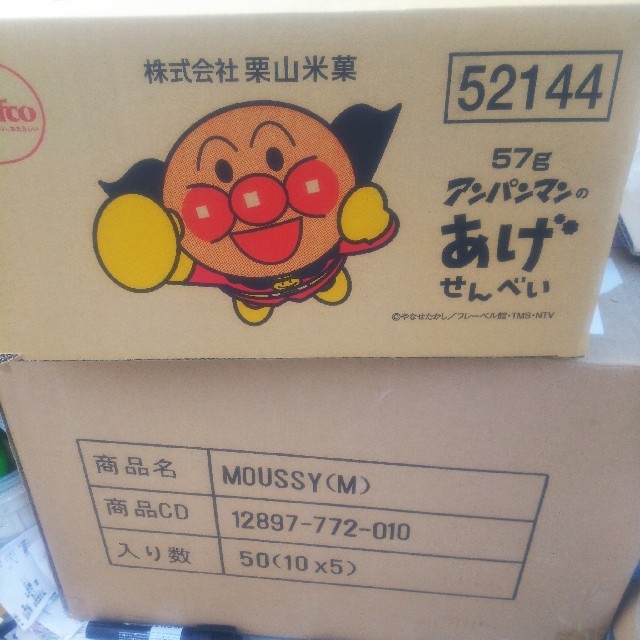 株式会社 栗山米菓
52144
fco
57g
アンパンマンの
あげ
せんべい
©やなせたかし/フレーベル館・TMS・NTV
商品名 MOUSSY(M)
商品CD 12897-772-010
入り数 50(10x5)